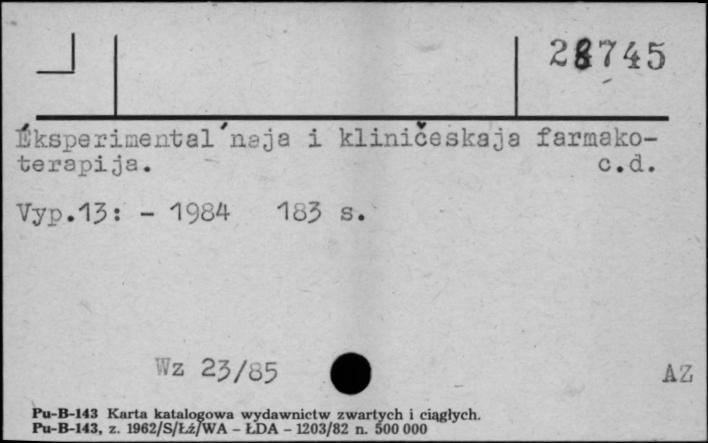 28745
Éksperimental'naja i kliničeskaja farmako-
terapija. c.d.
Vyp.13: - 1984 183 s.
Wz 23/85 AZ
Pu-B-143 Karta katalogowa wydawnictw zwartych i ciągłych.
Pu-B-143, z. 1962/S/Łź/WA - ŁDA - 1203/82 n. 500 000